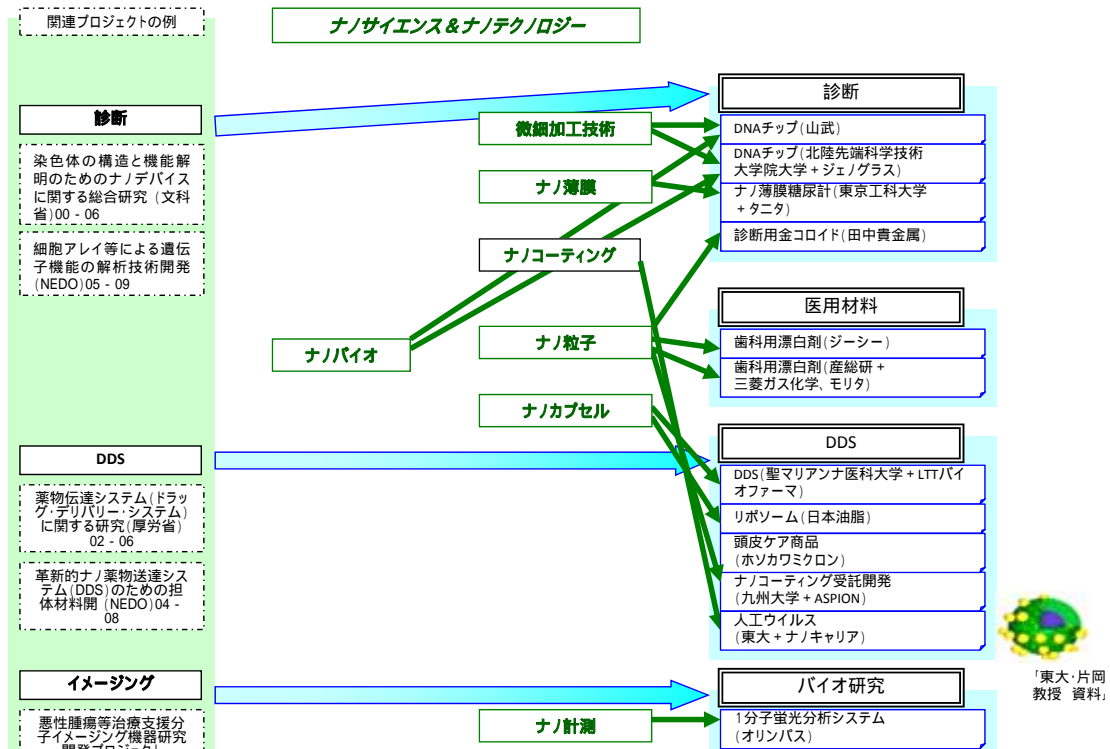 関連プロジェクトの例
ナノサイエンス&ナノテクノロジー
診断
染色体の構造と機能解
明のためのナノデバイス
に関する総合研究(文科
省)00-06
細胞アレイ等による遺伝
子機能の解析技術開発
(NEDO)05-09
DDS
薬物伝達システム(ドラッ
グ・デリバリー・システム)
に関する研究(厚労省)
02-06
革新的ナノ薬物送達シス
テム(DDS)のための担
体材料開 (NEDO)04-
08
イメージング
悪性腫瘍等治療支援分
子イメージング機器研究
開発プロジェクト
微細加工技術
ナノ薄膜
ナノコーティング
ナノバイオ
ナノ粒子
ナノカプセル
ナノ計測
診断
DNAチップ(山武)
DNAチップ(北陸先端科学技術
大学院大学+ジェノグラス)
ナノ薄膜糖尿計(東京工科大学
+タニタ)
診断用金コロイド(田中貴金属)
医用材料
歯科用漂白剤(ジーシー)
歯科用漂白剤(産総研+
三菱ガス化学、モリタ)
DDS
DDS(聖マリアンナ医科大学+LTTバイ
オファーマ)
リポソーム(日本油脂)
頭皮ケア商品
(ホソカワミクロン)
ナノコーティング受託開発
(九州大学+ASPION)
人工ウイルス
(東大+ナノキャリア)
「東大・片岡
教授 資料」
バイオ研究
1分子蛍光分析システム
(オリンパス)